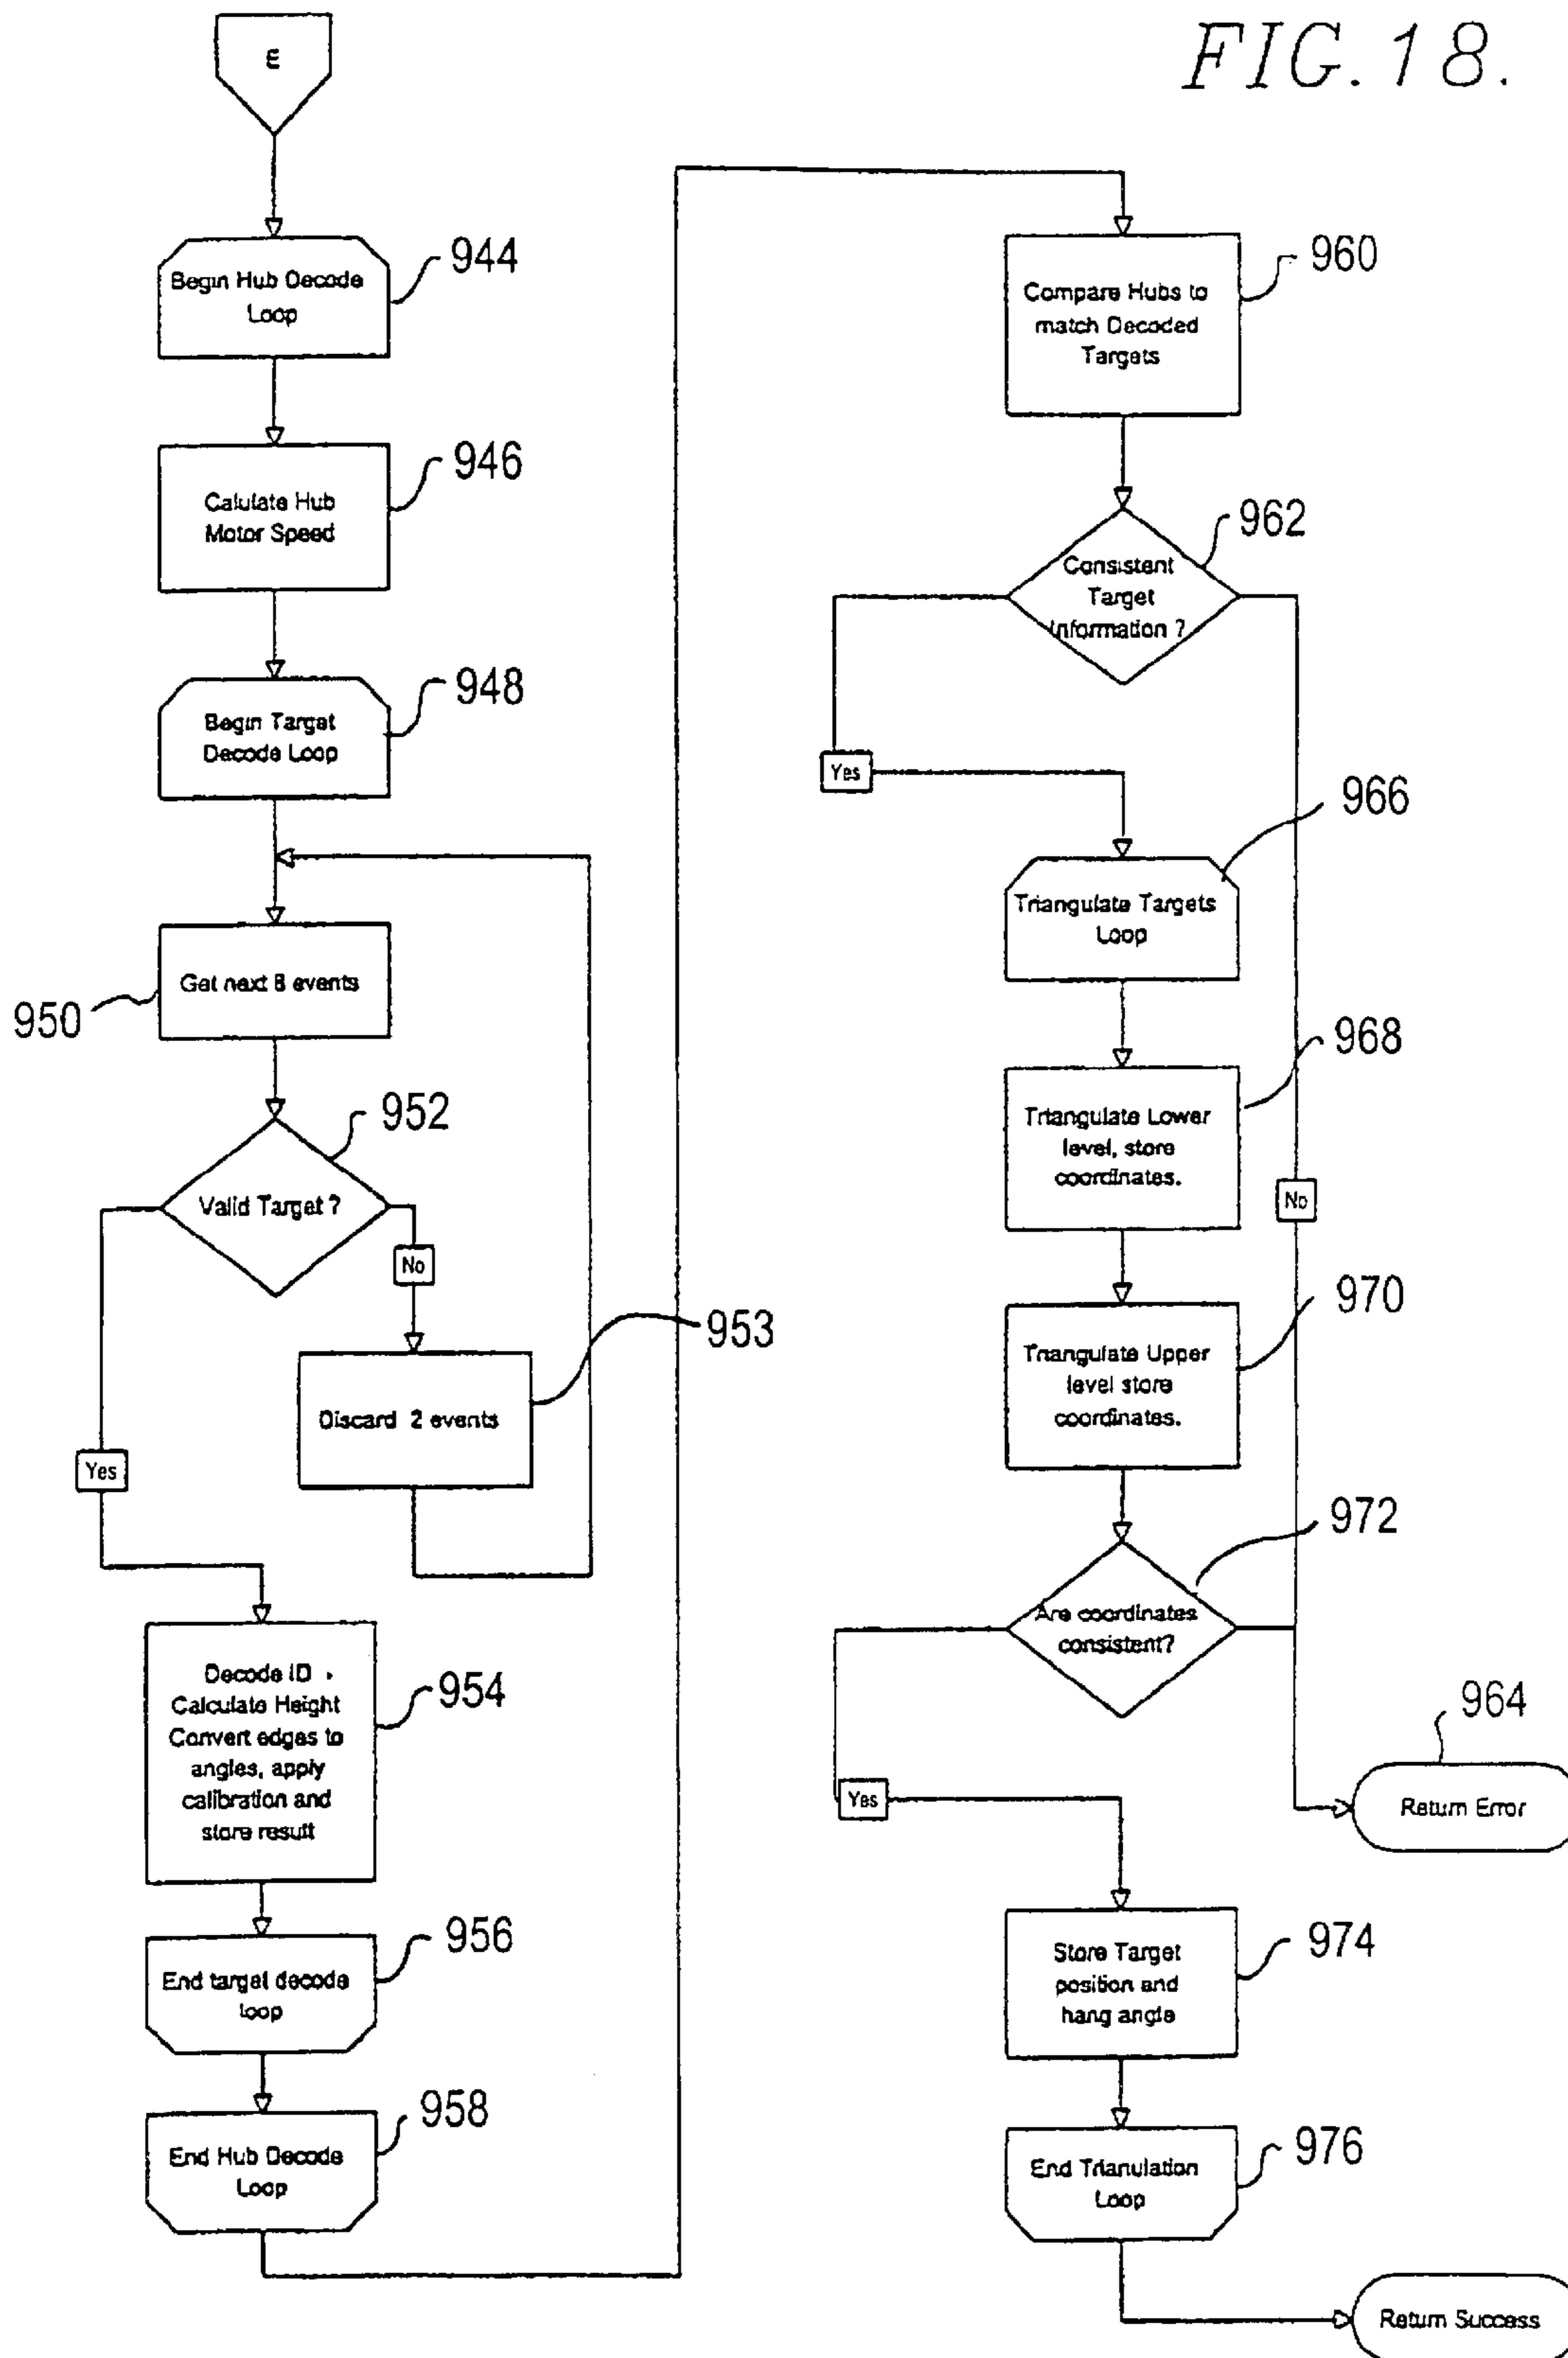 FIG. 18.
E
Begin Hub Decode
Loop
944
Calulate Hub
Motor Speed
946
Begin Target
Decode Loop
948
Get next 8 events
950
Valid Target ?
952
No
Discard 2 events
953
Yes
Decode ID
Calculate Height
Convert edges to
angles, apply
calibration and
store result
954
End target decode
loop
956
End Hub Decode
Loop
958
Compare Hubs to
match Decoded
Targets
960
Consistent
Target
Information ?
962
Yes
No
Triangulate Targets
Loop
966
Triangulate Lower
level, store
coordinates.
968
Triangulate Upper
level store
coordinates.
970
Are coordinates
consistent?
972
Return Error
964
Yes
Store Target
position and
hang angle
974
End Trianulation
Loop
976
Return Success